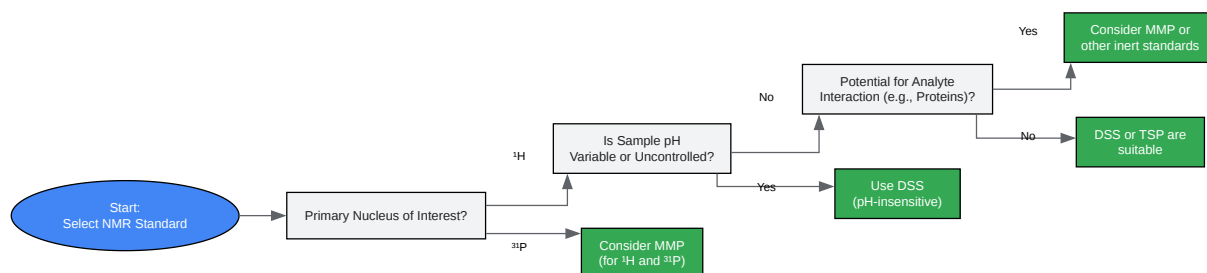 Start:
Select NMR Standard
Primary Nucleus of Interest?
¹H
³¹P
Consider MMP
(for ¹H and ³¹P)
Is Sample pH
Variable or Uncontrolled?
No
Yes
Use DSS
(pH-insensitive)
Potential for Analyte
Interaction (e.g., Proteins)?
Yes
Consider MMP or
other inert standards
No
DSS or TSP are
suitable